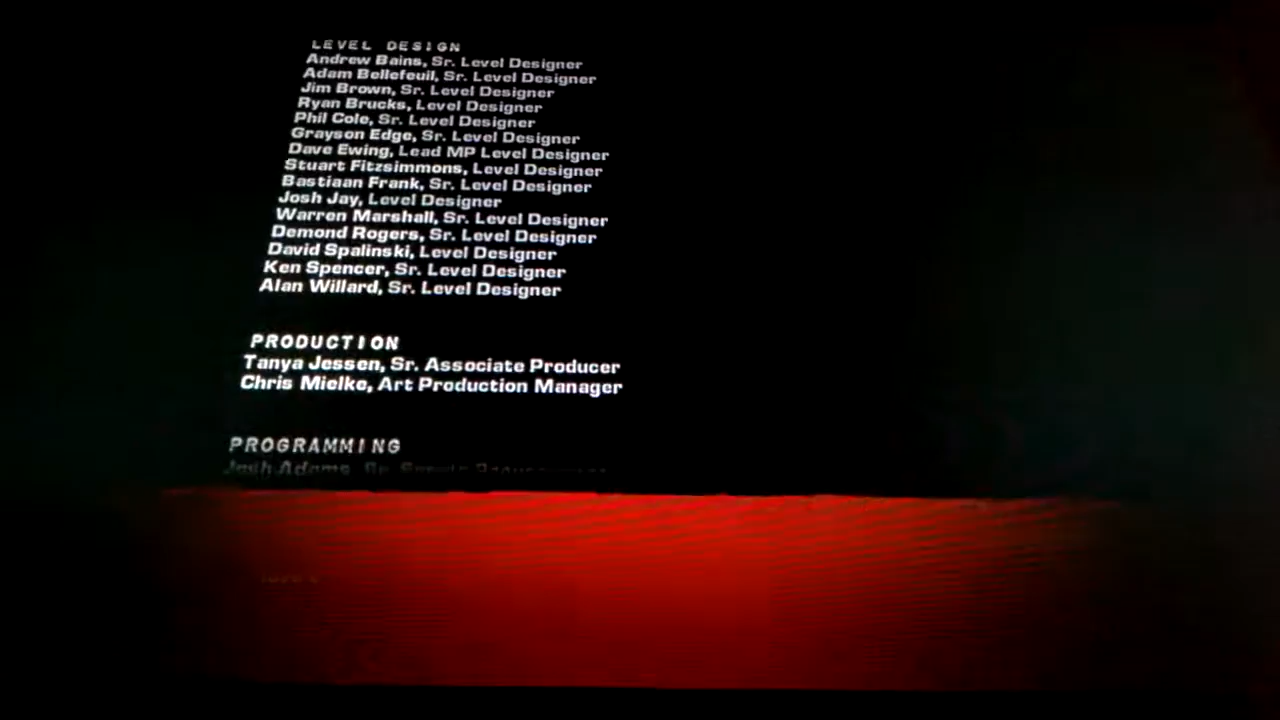 LEVEL DESIGN
Andrew Bains, Sr. Level Designer
Adam Bellefeuil, Sr. Level Designer
Jim Brown, Sr. Level Designer
Ryan Brucks, Level Designer
Phil Cole, Sr. Level Designer
Grayson Edge, Sr. Level Designer
Dave Ewing, Lead MP Level Designer
Stuart Fitzsimmons, Level Designer
Bastiaan Frank, Sr. Level Designer
Josh Jay, Level Designer
Warren Marshall, Sr. Level Designer
Demond Rogers, Sr. Level Designer
David Spalinski, Level Designer
Ken Spencer, Sr. Level Designer
Alan Willard, Sr. Level Designer
PRODUCTION
Tanya Jessen, Sr. Associate Producer
Chris Mielke, Art Production Manager
PROGRAMMING
Josh Adams, Sr.